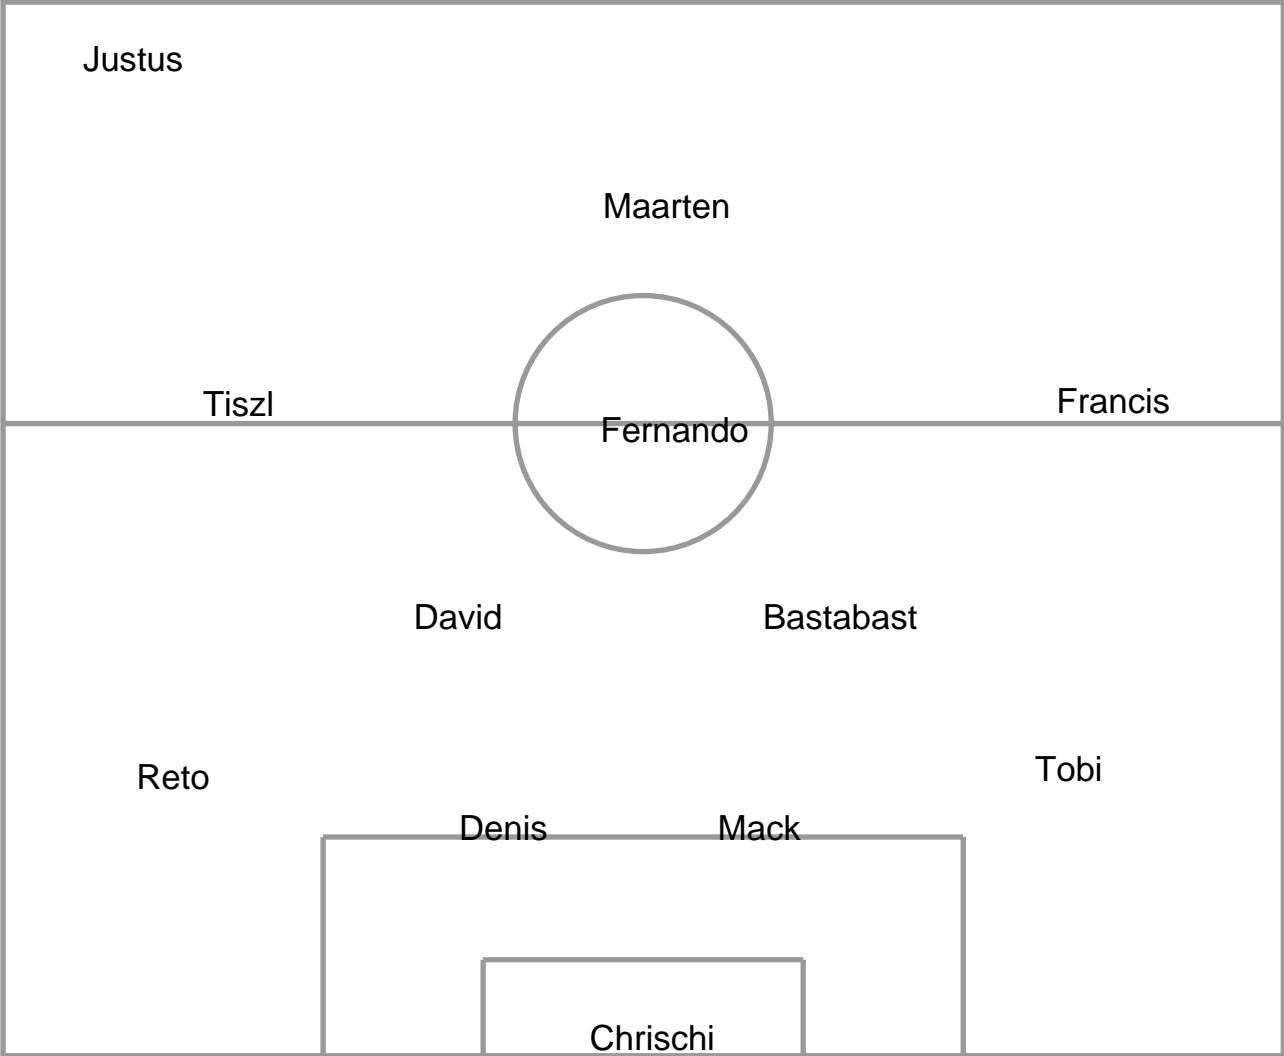 Justus
Maarten
Tiszl
Francis
Fernando
David
Bastabast
Reto
Tobi
Denis
Mack
Chrischi